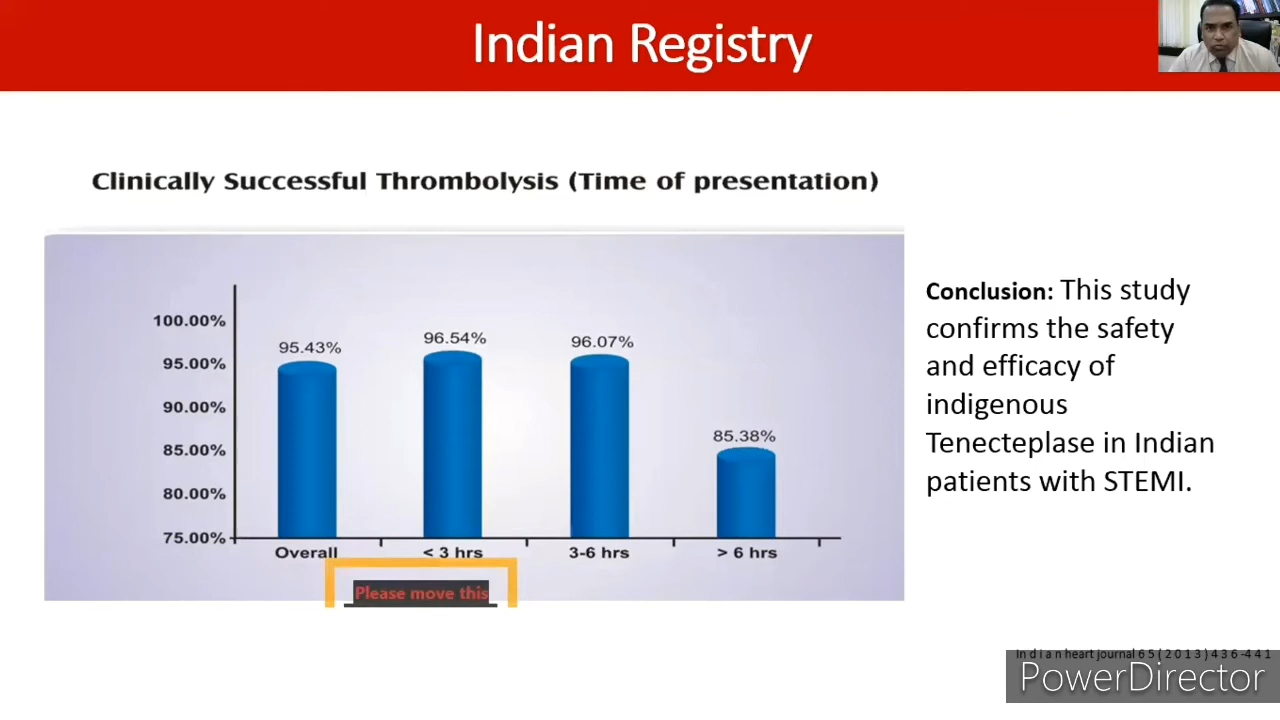 Indian Registry
Clinically Successful Thrombolysis (Time of presentation)
100.00%
95.00%
90.00%
85.00%
80.00%
75.00%
95.43%
96.54%
96.07%
85.38%
Overall
< 3 hrs
3-6 hrs
> 6 hrs
Please move this
Conclusion: This study
confirms the safety
and efficacy of
indigenous
Tenecteplase in Indian
patients with STEMI.
Indian heart journal 65 (2013) 436-441
PowerDirector